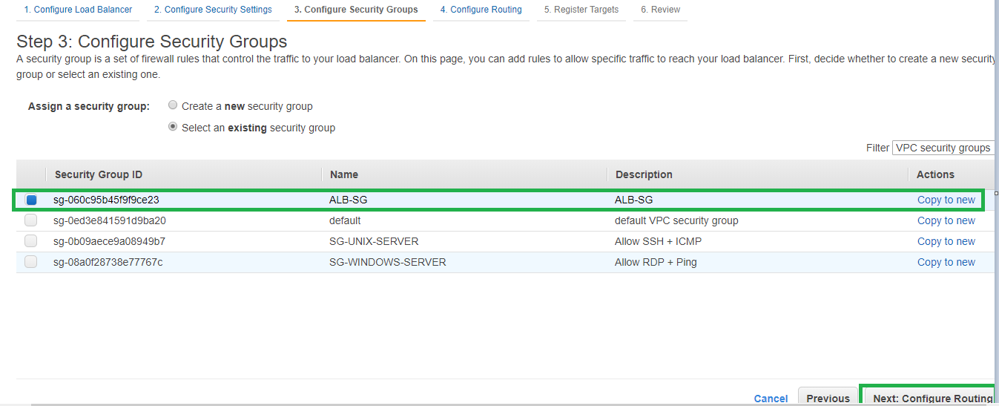 1. Configure Load Balancer 2. Configure Security Settings 3. Configure Security Groups 4. Configure Routing 5. Register Targets 6. Review
Step 3: Configure Security Groups
A security group is a set of firewall rules that control the traffic to your load balancer. On this page, you can add rules to allow specific traffic to reach your load balancer. First, decide whether to create a new security
group or select an existing one.
Assign a security group: Create a new security group
Select an existing security group
Filter VPC security groups
Security Group ID Name Description Actions
sg-060c95b45f9f9ce23 ALB-SG ALB-SG Copy to new
sg-0ed3e841591d9ba20 default default VPC security group Copy to new
sg-0b09aece9a08949b7 SG-UNIX-SERVER Allow SSH + ICMP Copy to new
sg-08a0f28738e77767c SG-WINDOWS-SERVER Allow RDP + Ping Copy to new
Cancel Previous Next: Configure Routing